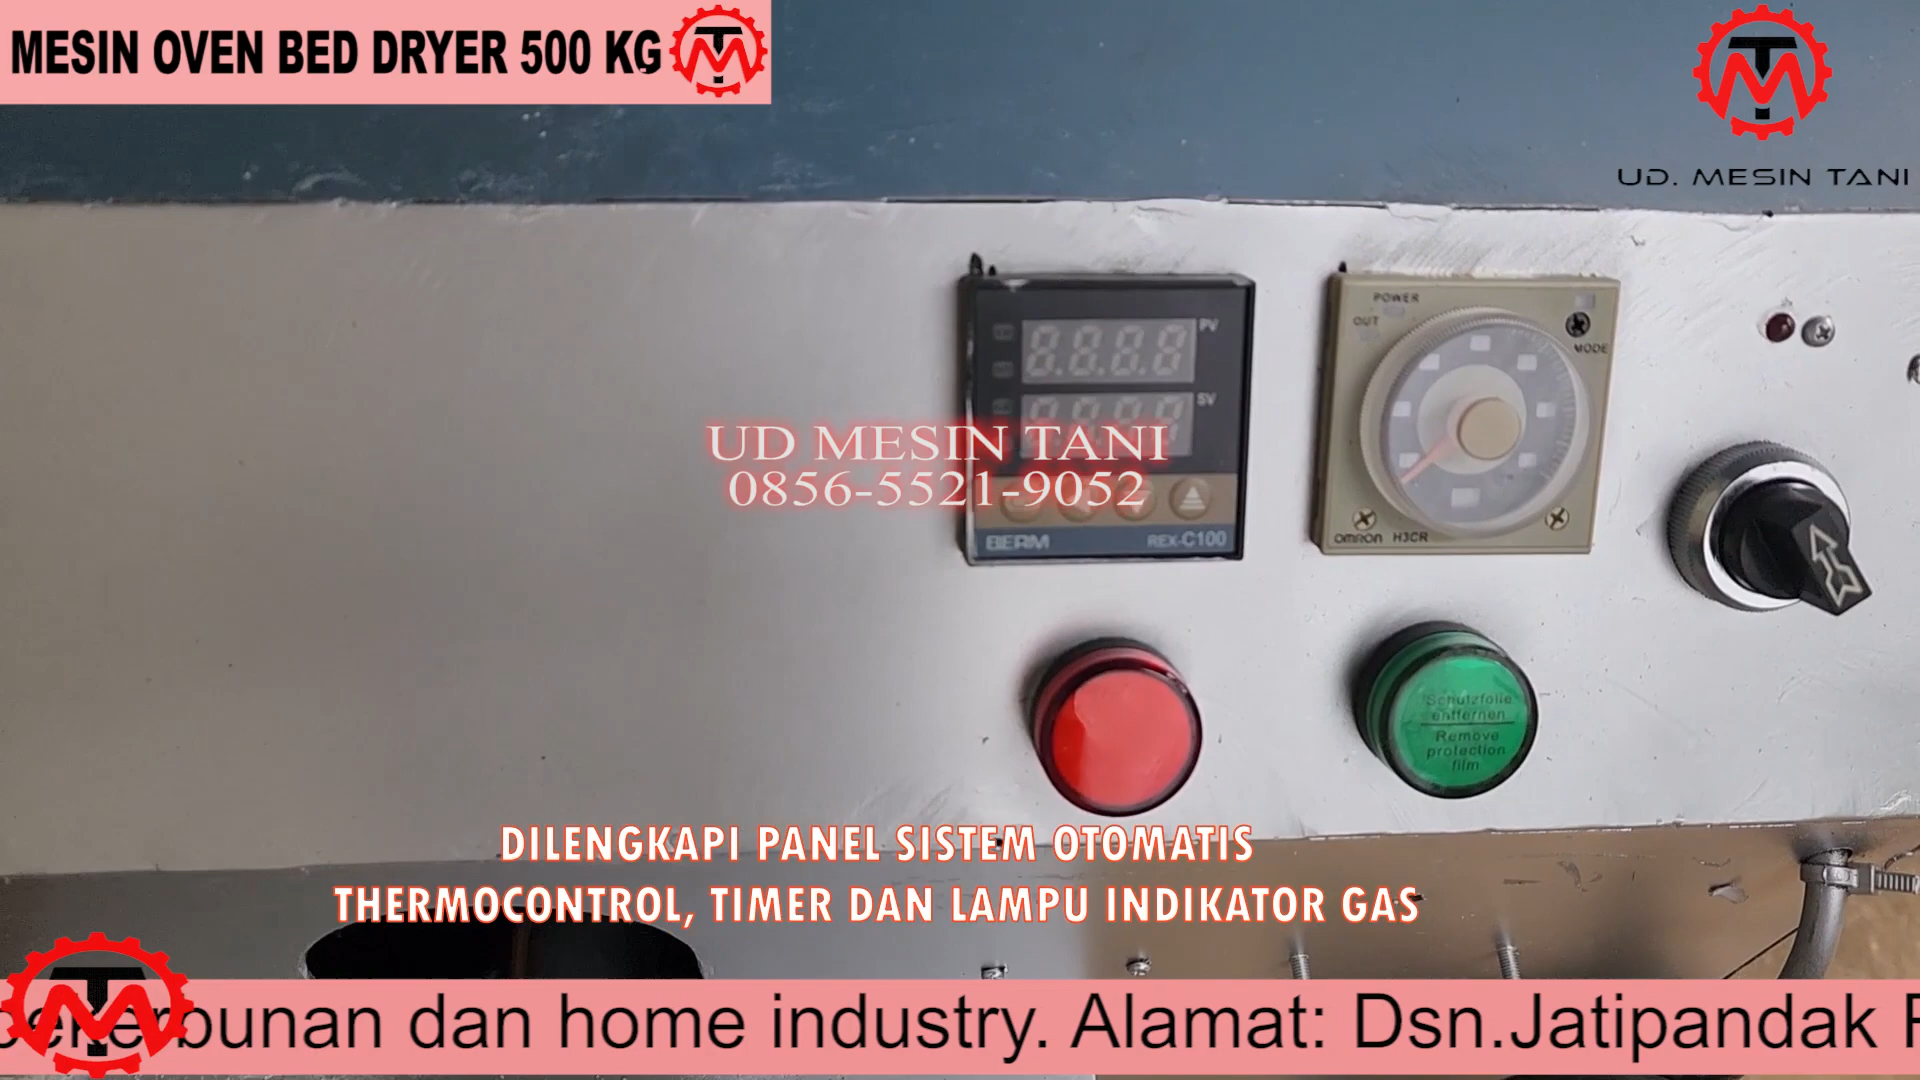 MESIN OVEN BED DRYER 500 KG
UD. MESIN TANI
POWER
OUT
MODE
PV
SV
UD MESIN TANI
0856-5521-9052
BERM
REX-C100
OMRON H3CR
Schutzfolie
entfernen
Remove
protection
film
DILENGKAPI PANEL SISTEM OTOMATIS
THERMOCONTROL, TIMER DAN LAMPU INDIKATOR GAS
dan home industry. Alamat: Dsn.Jatipandak